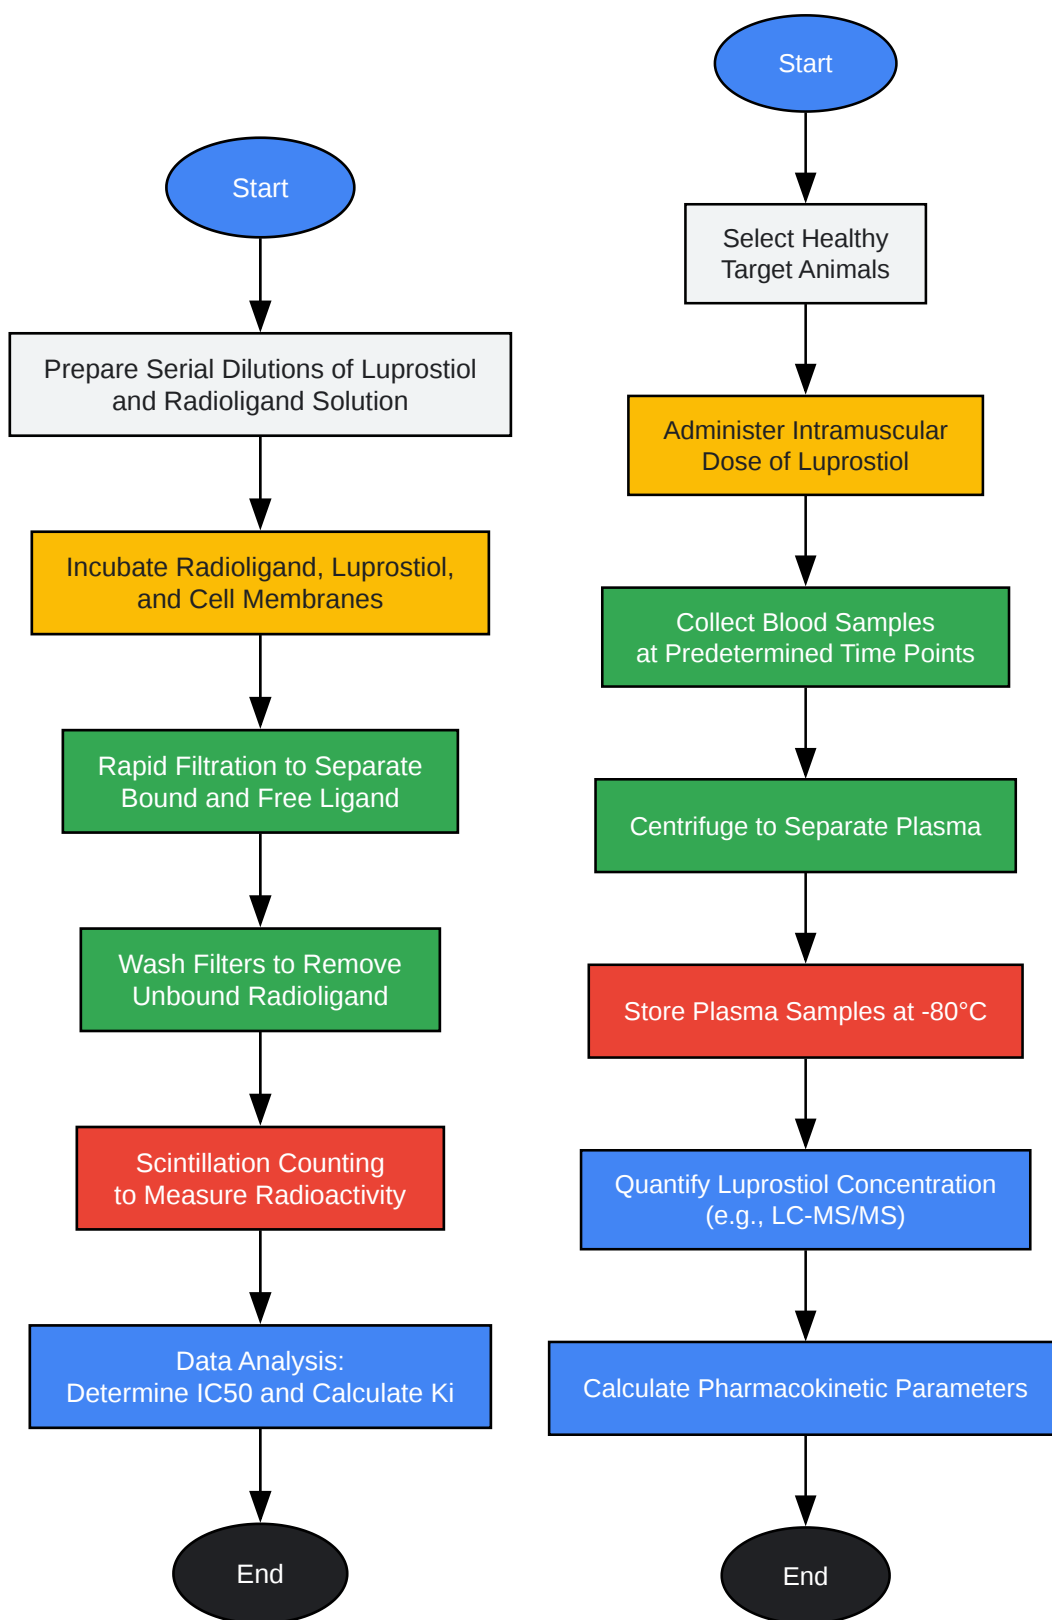 Start
Prepare Serial Dilutions of Luprostiol
and Radioligand Solution
Incubate Radioligand, Luprostiol,
and Cell Membranes
Rapid Filtration to Separate
Bound and Free Ligand
Wash Filters to Remove
Unbound Radioligand
Scintillation Counting
to Measure Radioactivity
Data Analysis:
Determine IC50 and Calculate Ki
End
Start
Select Healthy
Target Animals
Administer Intramuscular
Dose of Luprostiol
Collect Blood Samples
at Predetermined Time Points
Centrifuge to Separate Plasma
Store Plasma Samples at -80°C
Quantify Luprostiol Concentration
(e.g., LC-MS/MS)
Calculate Pharmacokinetic Parameters
End